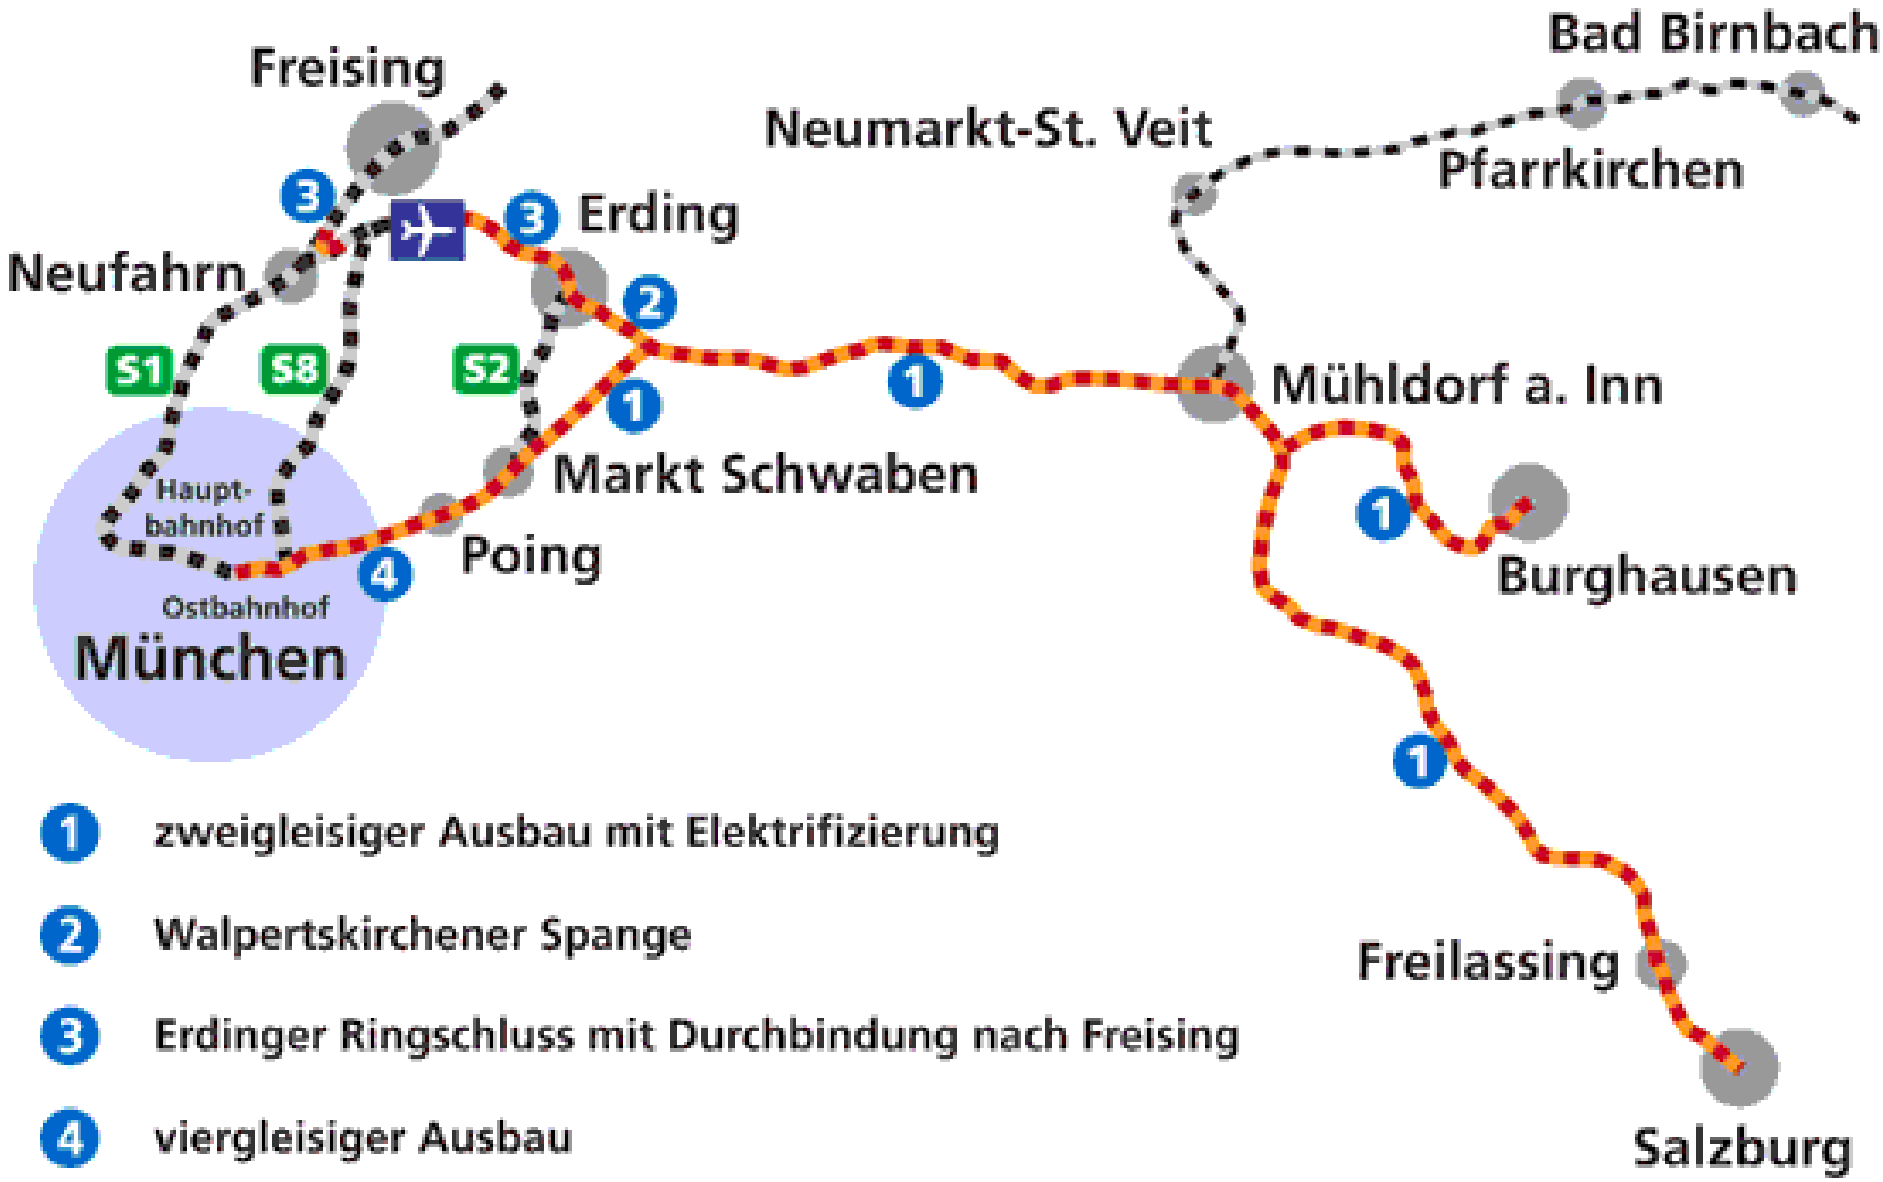 Bad Birnbach
Freising
Neumarkt-St. Veit
Pfarrkirchen
3
3
Erding
Neufahrn
2
S1
S8
S2
1
1
Mühldorf a. Inn
Markt Schwaben
Haupt-
bahnhof
1
Poing
4
Burghausen
Ostbahnhof
München
1
1 zweigleisiger Ausbau mit Elektrifizierung
2 Walpertskirchener Spange
Freilassing
3 Erdinger Ringschluss mit Durchbindung nach Freising
4 viergleisiger Ausbau
Salzburg